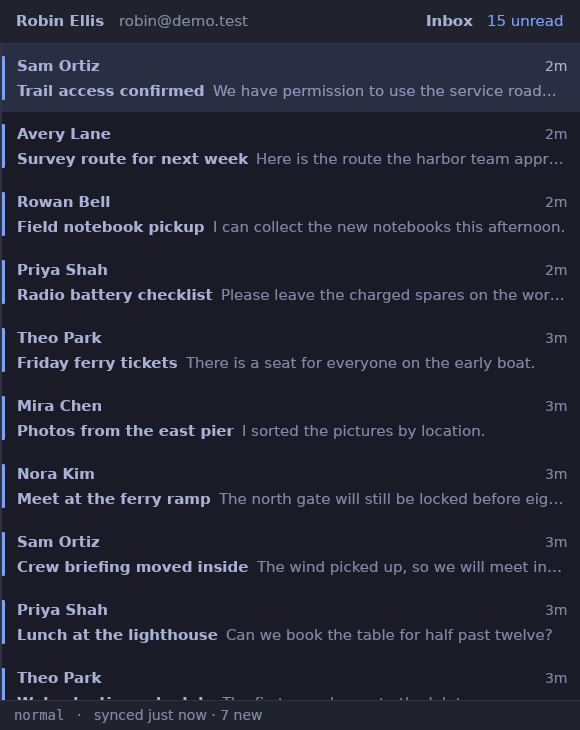 Robin Ellis robin@demo.test Inbox 15 unread
Sam Ortiz 2m
Trail access confirmed We have permission to use the service road…
Avery Lane 2m
Survey route for next week Here is the route the harbor team appr…
Rowan Bell 2m
Field notebook pickup I can collect the new notebooks this afternoon.
Priya Shah 2m
Radio battery checklist Please leave the charged spares on the wor…
Theo Park 3m
Friday ferry tickets There is a seat for everyone on the early boat.
Mira Chen 3m
Photos from the east pier I sorted the pictures by location.
Nora Kim 3m
Meet at the ferry ramp The north gate will still be locked before eig…
Sam Ortiz 3m
Crew briefing moved inside The wind picked up, so we will meet in…
Priya Shah 3m
Lunch at the lighthouse Can we book the table for half past twelve?
Theo Park 3m
normal · synced just now · 7 new